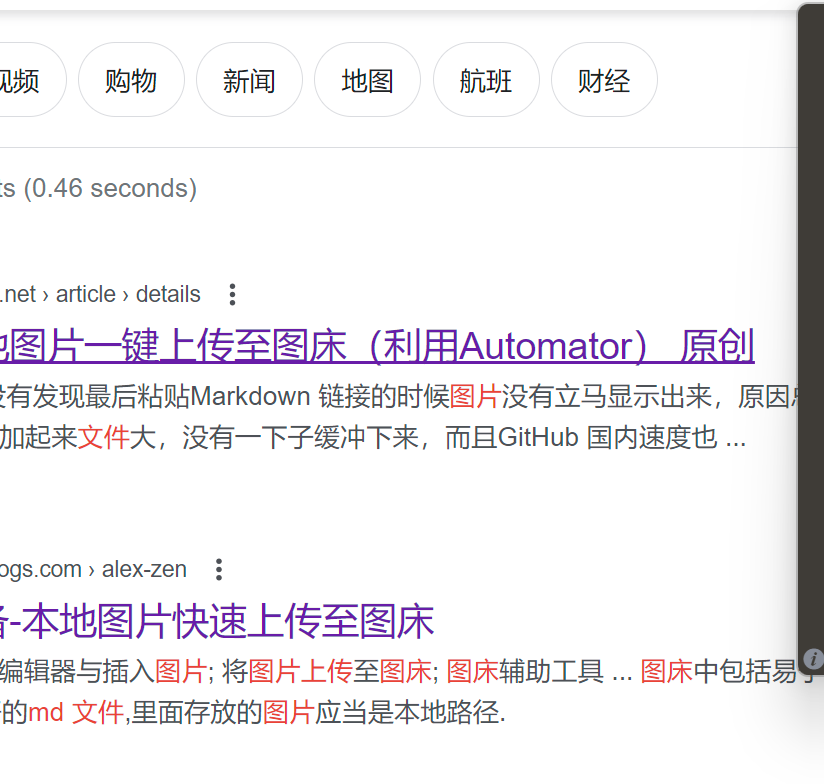 视频 购物 新闻 地图 航班 财经
ts (0.46 seconds)
.net › article › details
图片一键上传至图床（利用Automator） 原创
没有发现最后粘贴Markdown 链接的时候图片没有立马显示出来，原因
加起来文件大，没有一下子缓冲下来，而且GitHub 国内速度也 ...
ogs.com › alex-zen
-本地图片快速上传至图床
编辑器与插入图片; 将图片上传至图床; 图床辅助工具 ... 图床中包括易于
的md 文件,里面存放的图片应当是本地路径.